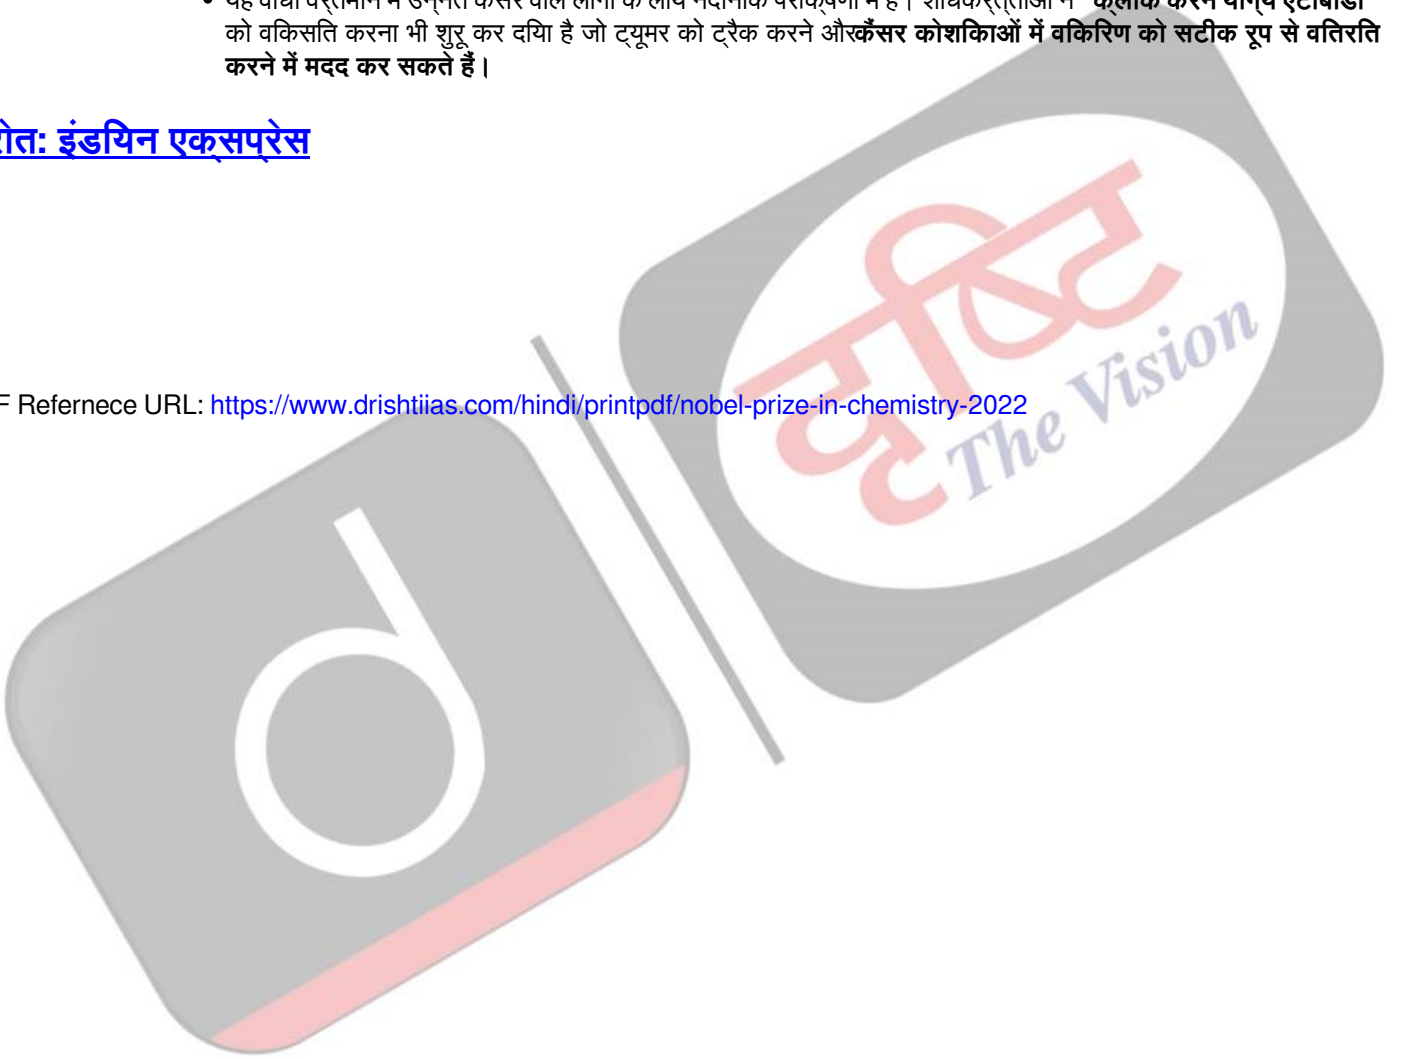 को विकसित करना भी शुरू कर दिया है जो ट्यूमर को ट्रैक करने और कैंसर कोशिकाओं में विकिरण को सटीक रूप से वितरित
करने में मदद कर सकते हैं।
रोत: इंडियन एक्सप्रेस
F Refernece URL: https://www.drishtiias.com/hindi/printpdf/nobel-prize-in-chemistry-2022
दृष्टि
The Vision
d